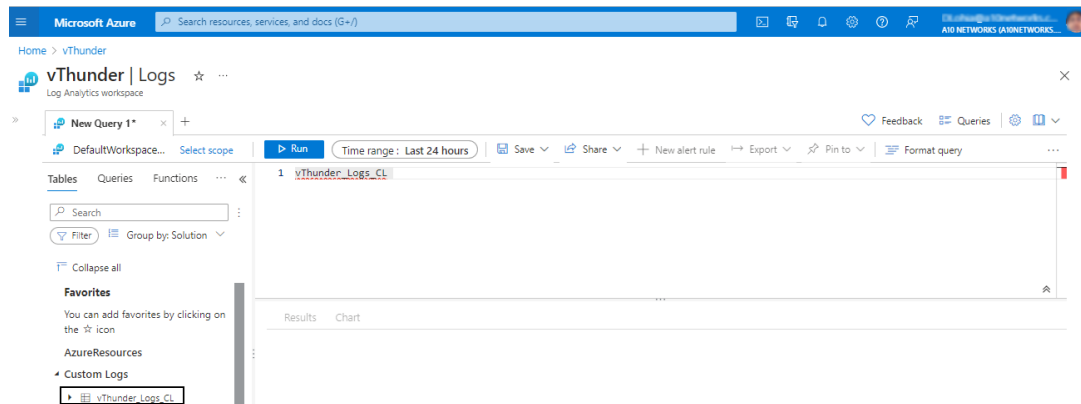 Microsoft Azure
Search resources, services, and docs (G+/)
A10 NETWORKS (A10NETWORKS....
Home > vThunder
vThunder | Logs
Log Analytics workspace
New Query 1*
Feedback
Queries
DefaultWorkspace...
Select scope
Run
Time range : Last 24 hours
Save
Share
New alert rule
Export
Pin to
Format query
Tables
Queries
Functions
1 vThunder_Logs_CL
Search
Filter
Group by: Solution
Collapse all
Favorites
You can add favorites by clicking on
the ☆ icon
AzureResources
Custom Logs
vThunder_Logs_CL
Results
Chart